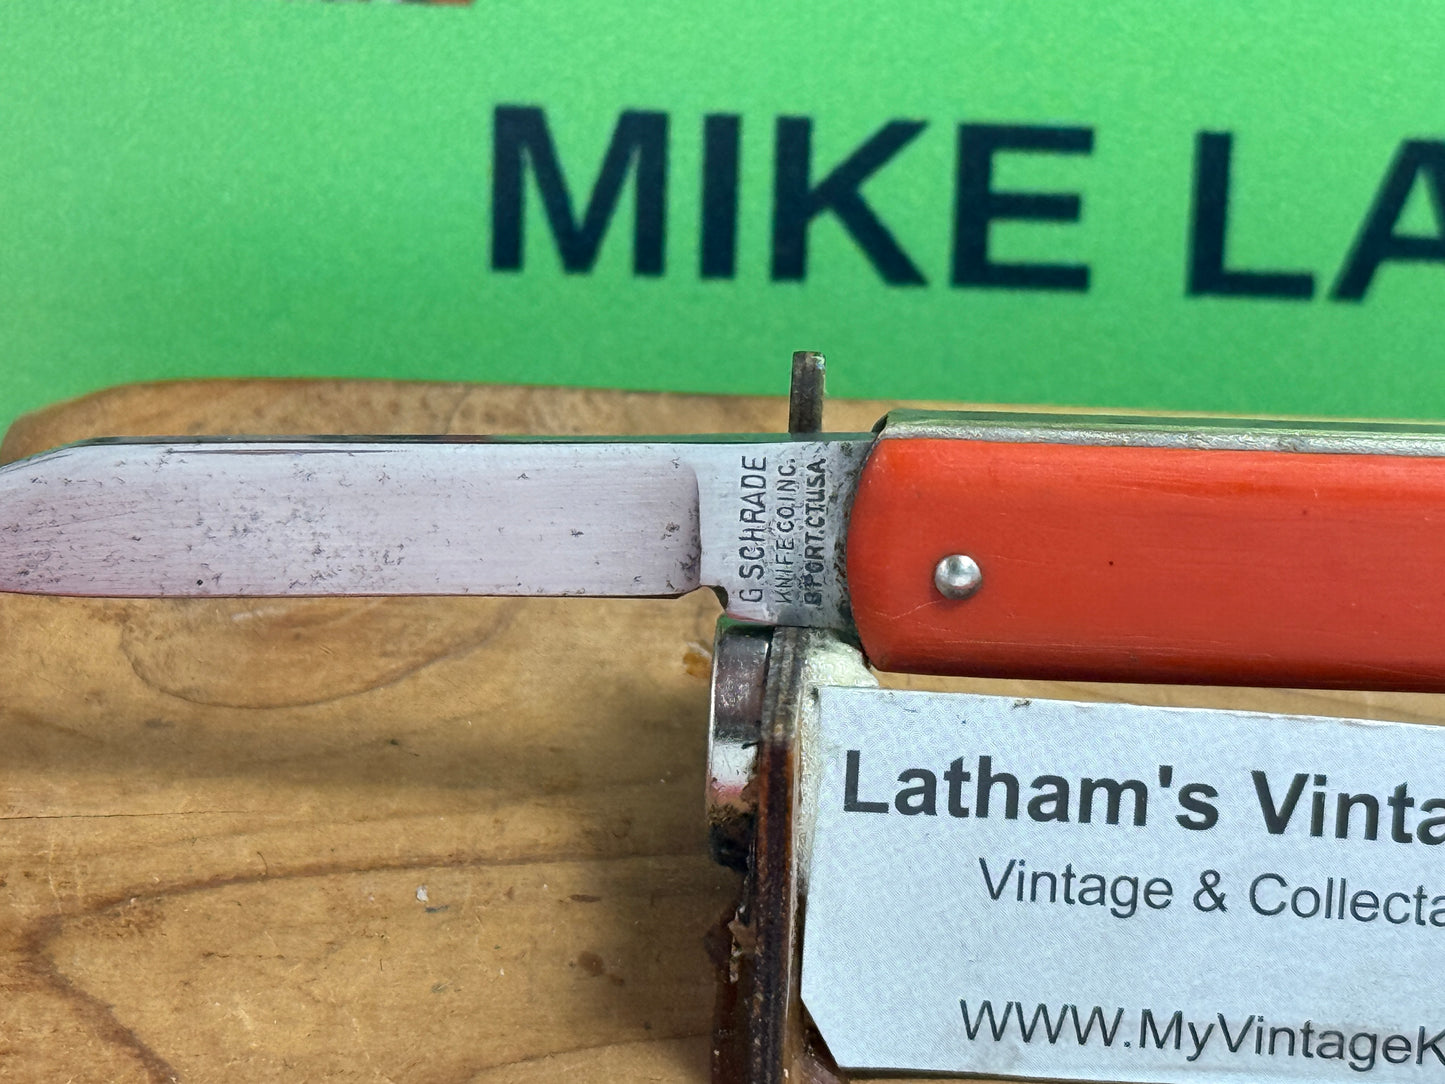 MIKE LA
G SCHRADE
KNIFE CO. INC.
B'PORT. CT. USA
Latham's Vinta
Vintage & Collecta
WWW.MyVintageK